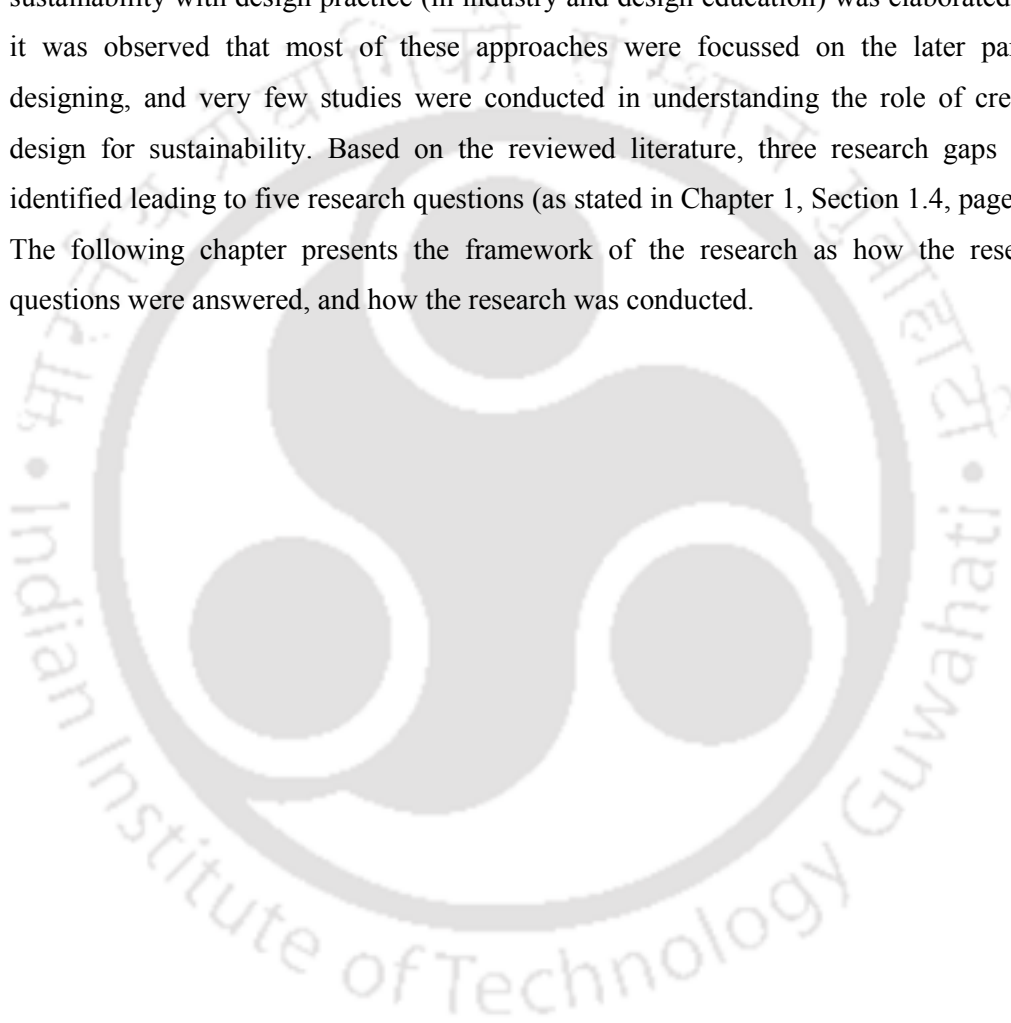 sustainability with design practice (in industry and design education) was elaborated
it was observed that most of these approaches were focussed on the later
designing, and very few studies were conducted in understanding the role of
design for sustainability. Based on the reviewed literature, three research gaps
identified leading to five research questions (as stated in Chapter 1, Section 1.4, page
The following chapter presents the framework of the research as how the
questions were answered, and how the research was conducted.
Indian Institute of Technology Guwahati